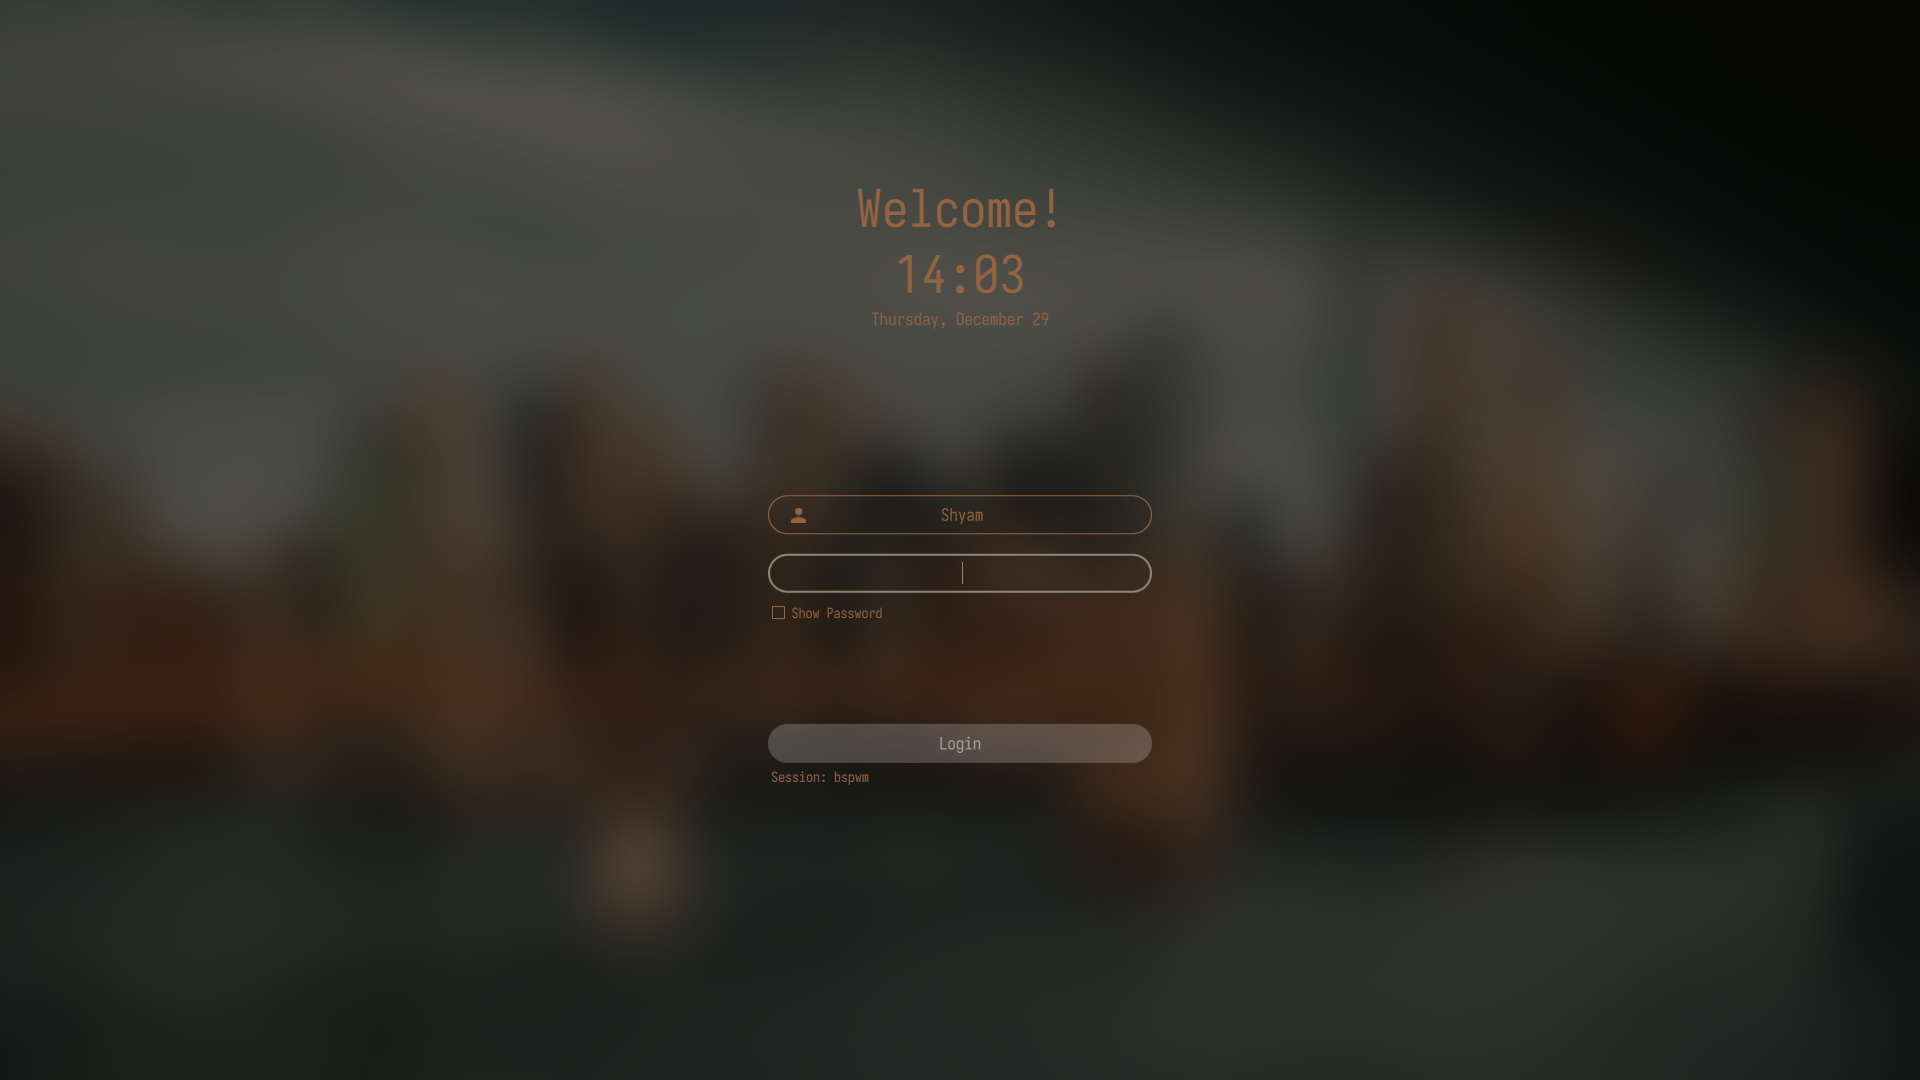 Welcome!
14:03
Thursday, December 29
Shyam
Show Password
Login
Session: bspwm